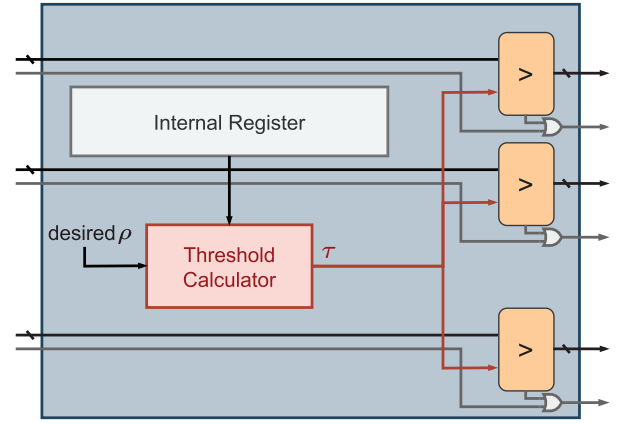 >
Internal Register
>
desired ρ
Threshold
Calculator
τ
>